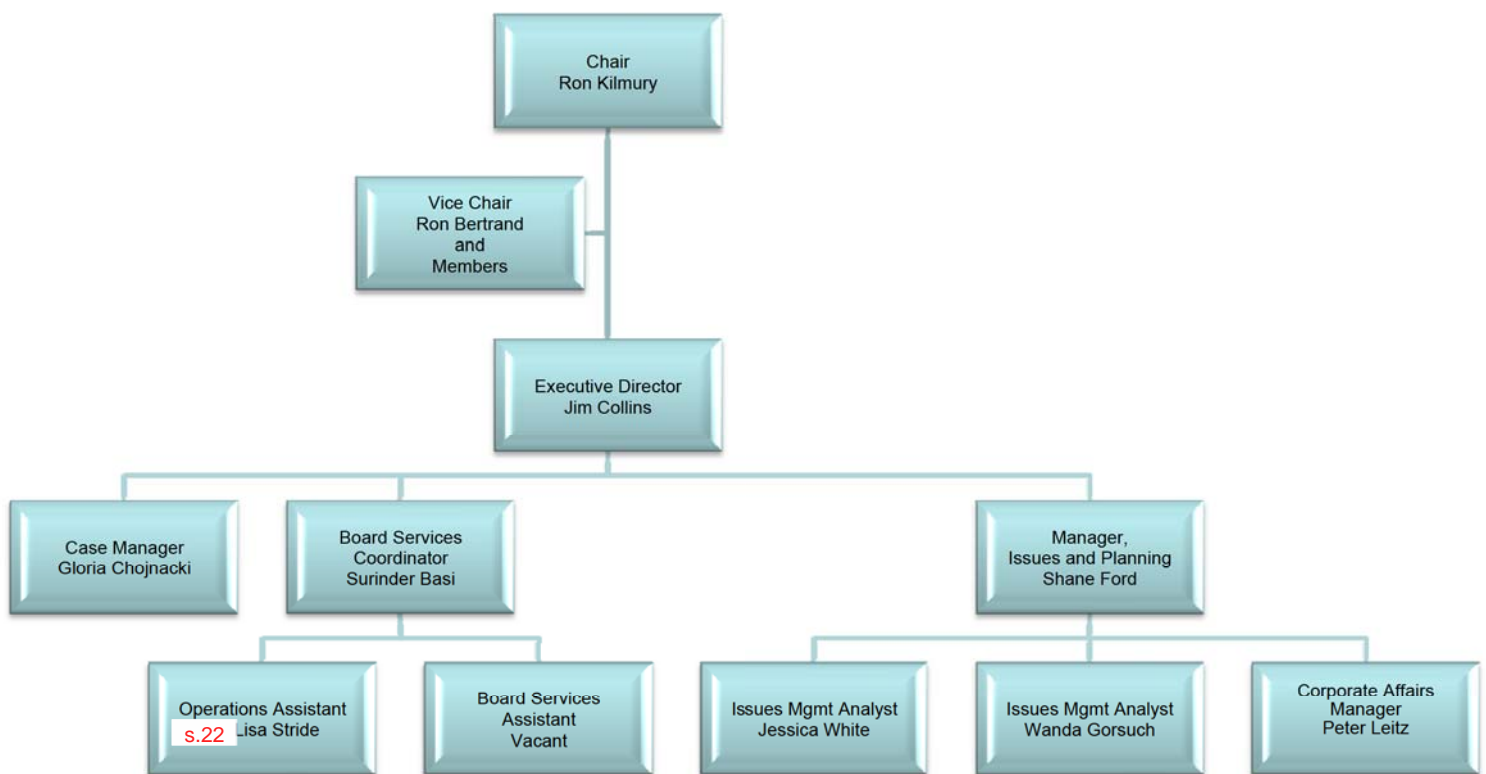 Chair
Ron Kilmury
Vice Chair
Ron Bertrand
and
Members
Executive Director
Jim Collins
Case Manager
Gloria Chojnacki
Board Services
Coordinator
Surinder Basi
Manager,
Issues and Planning
Shane Ford
Operations Assistant
s.22 Lisa Stride
Board Services
Assistant
Vacant
Issues Mgmt Analyst
Jessica White
Issues Mgmt Analyst
Wanda Gorsuch
Corporate Affairs
Manager
Peter Leitz